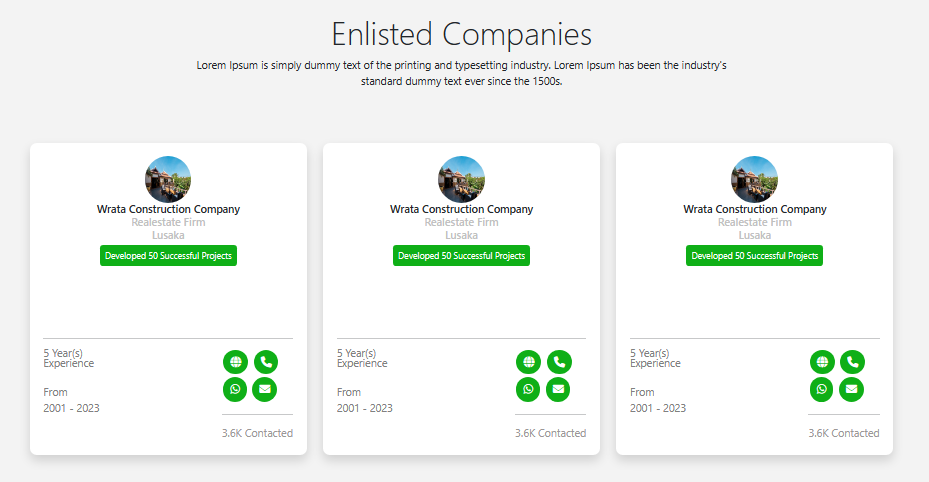 Enlisted Companies
Lorem Ipsum is simply dummy text of the printing and typesetting industry. Lorem Ipsum has been the industry's
standard dummy text ever since the 1500s.
Wrata Construction Company
Realestate Firm
Lusaka
Developed 50 Successful Projects
5 Year(s)
Experience
From
2001 - 2023
3.6K Contacted
Wrata Construction Company
Realestate Firm
Lusaka
Developed 50 Successful Projects
5 Year(s)
Experience
From
2001 - 2023
3.6K Contacted
Wrata Construction Company
Realestate Firm
Lusaka
Developed 50 Successful Projects
5 Year(s)
Experience
From
2001 - 2023
3.6K Contacted